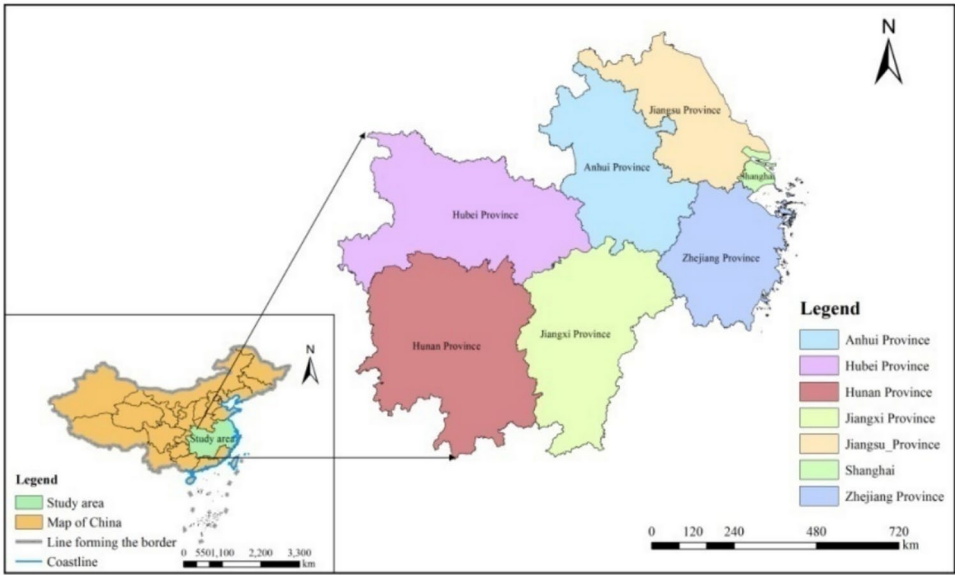 N
Jiangsu Province
Anhui Province
Shanghai
Hubei Province
Zhejiang Province
Jiangxi Province
Hunan Province
Legend
Anhui Province
Hubei Province
Hunan Province
Jiangxi Province
Jiangsu_Province
Shanghai
Zhejiang Province
0 120 240 480 720
km
N
Study area
Legend
Study area
Map of China
Line forming the border
Coastline
0 5501,100 2,200 3,300
km